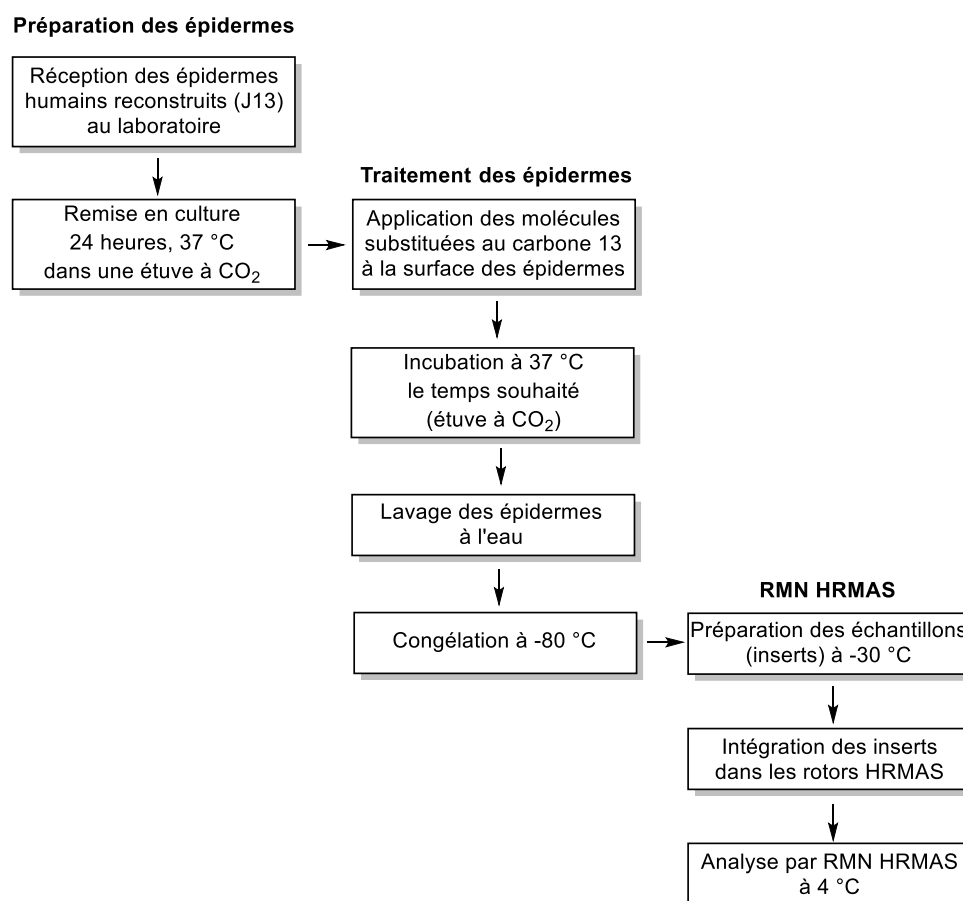 Préparation des épidermes
Réception des épidermes
humains reconstruits (J13)
au laboratoire
Remise en culture
24 heures, 37 °C
dans une étuve à CO2
Traitement des épidermes
Application des molécules
substituées au carbone 13
à la surface des épidermes
Incubation à 37 °C
le temps souhaité
(étuve à CO2)
Lavage des épidermes
à l'eau
Congélation à -80 °C
RMN HRMAS
Préparation des échantillons
(inserts) à -30 °C
Intégration des inserts
dans les rotors HRMAS
Analyse par RMN HRMAS
à 4 °C